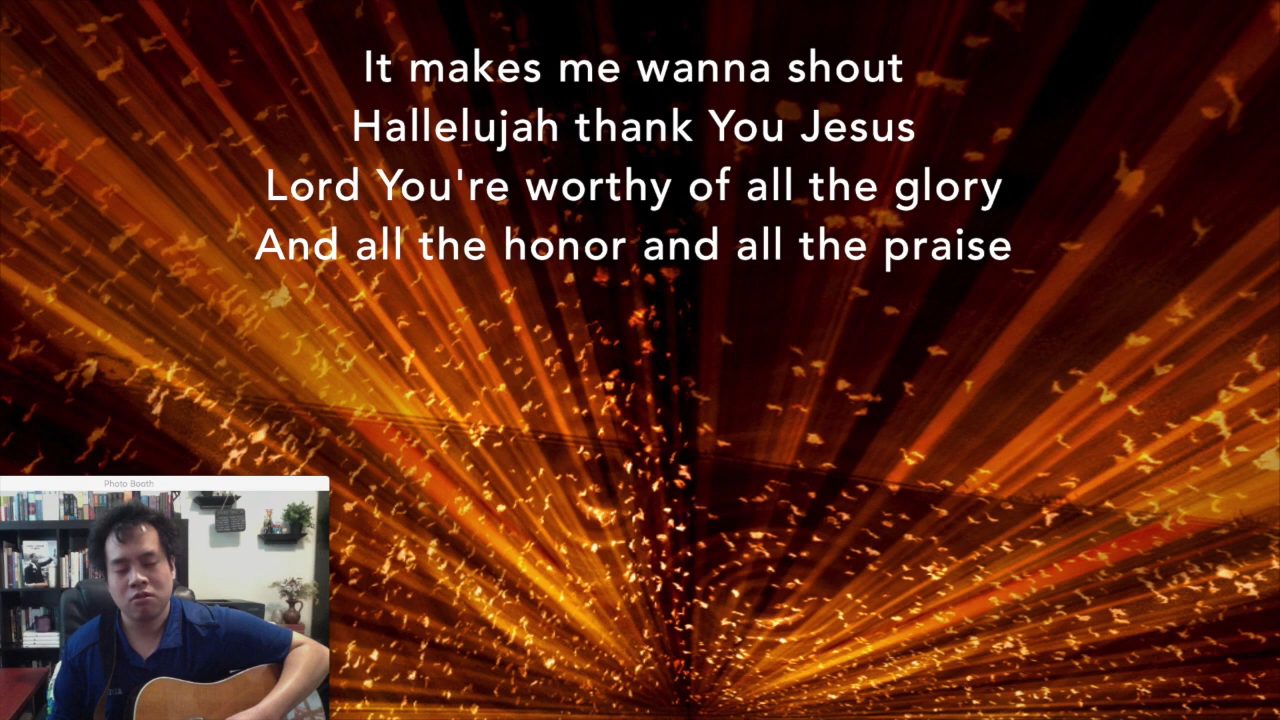 It makes me wanna shout
Hallelujah thank You Jesus
Lord You're worthy of all the glory
And all the honor and all the praise
Photo Booth